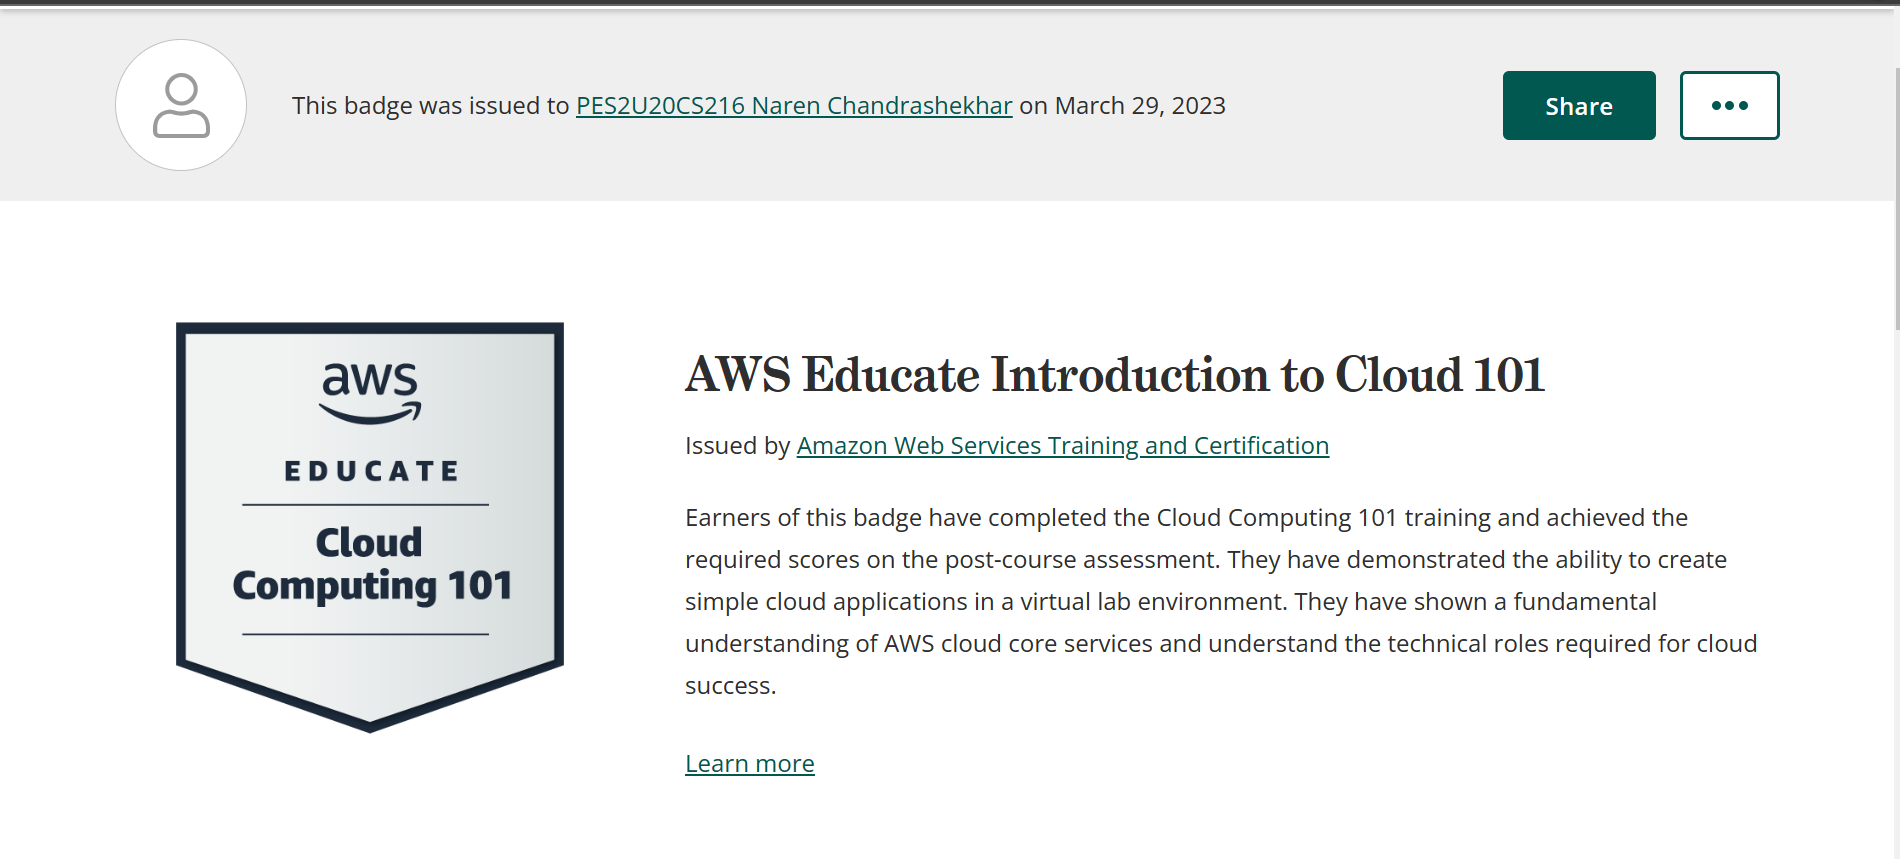 This badge was issued to PES2U20CS216 Naren Chandrashekhar on March 29, 2023
Share
aws
EDUCATE
Cloud
Computing 101
AWS Educate Introduction to Cloud 101
Issued by Amazon Web Services Training and Certification
Earners of this badge have completed the Cloud Computing 101 training and achieved the
required scores on the post-course assessment. They have demonstrated the ability to create
simple cloud applications in a virtual lab environment. They have shown a fundamental
understanding of AWS cloud core services and understand the technical roles required for cloud
success.
Learn more